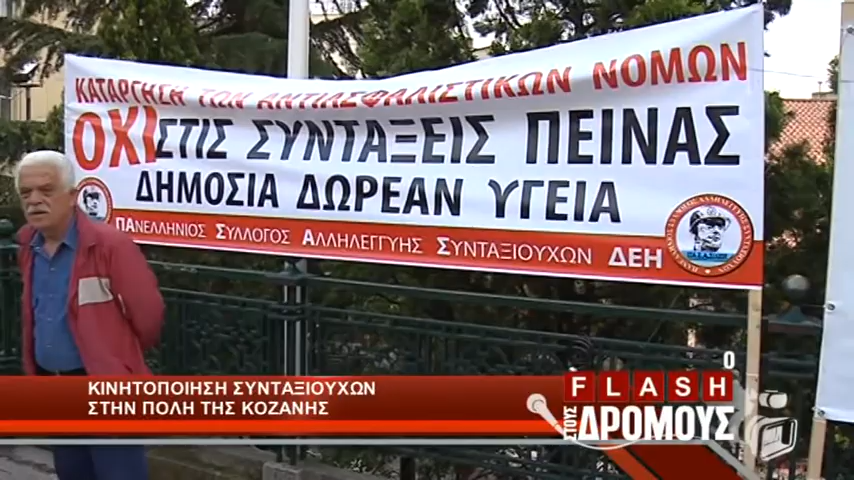 ΚΑΤΑΡΓΗΣΗ ΤΩΝ ΑΝΤΙΑΣΦΑΛΙΣΤΙΚΩΝ ΝΟΜΩΝ
ΟΧΙ ΣΤΙΣ ΣΥΝΤΑΞΕΙΣ ΠΕΙΝΑΣ
ΔΗΜΟΣΙΑ ΔΩΡΕΑΝ ΥΓΕΙΑ
ΠΑΝΕΛΛΗΝΙΟΣ ΣΥΛΛΟΓΟΣ ΑΛΛΗΛΕΓΓΥΗΣ ΣΥΝΤΑΞΙΟΥΧΩΝ ΔΕΗ
ΚΙΝΗΤΟΠΟΙΗΣΗ ΣΥΝΤΑΞΙΟΥΧΩΝ
ΣΤΗΝ ΠΟΛΗ ΤΗΣ ΚΟΖΑΝΗΣ
Ο
FLASH
ΣΤΟΥΣ ΔΡΟΜΟΥΣ